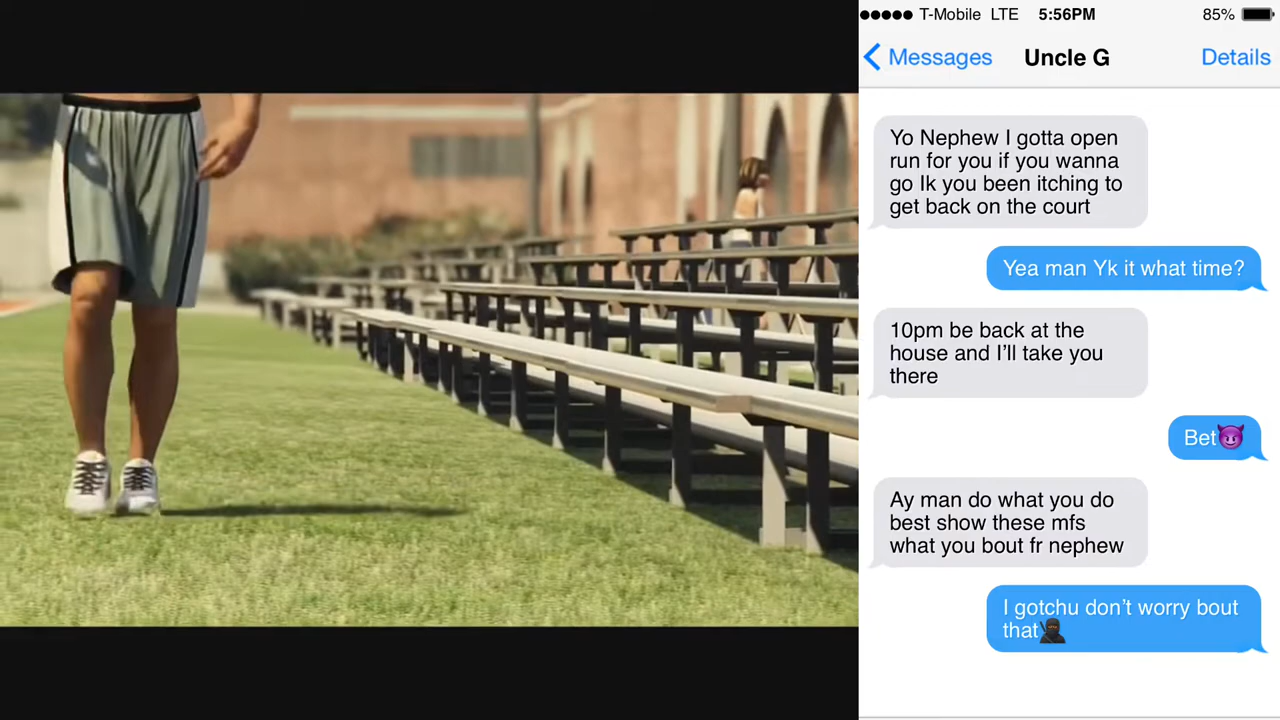 T-Mobile LTE 5:56PM 85%
Messages Uncle G Details
Yo Nephew I gotta open
run for you if you wanna
go Ik you been itching to
get back on the court
Yea man Yk it what time?
10pm be back at the
house and I’ll take you
there
Bet😈
Ay man do what you do
best show these mfs
what you bout fr nephew
I gotchu don’t worry bout
that🥷🏿